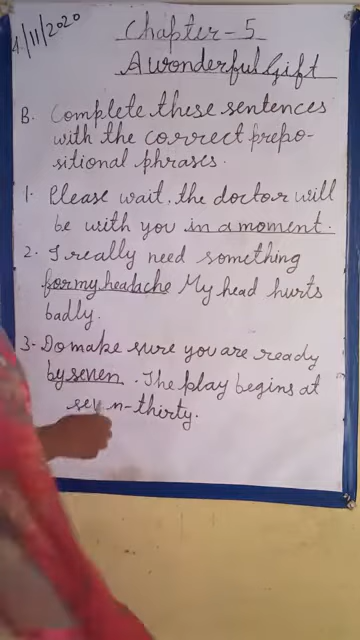 4/11/2020
Chapter - 5
A wonderful Gift
B. Complete these sentences
with the correct prepo-
sitional phrases.
1. Please wait, the doctor will
be with you in a moment.
2. I really need something
for my headache My head hurts
badly.
3- Do make sure you are ready
by seven. The play begins at
seven-thirty.